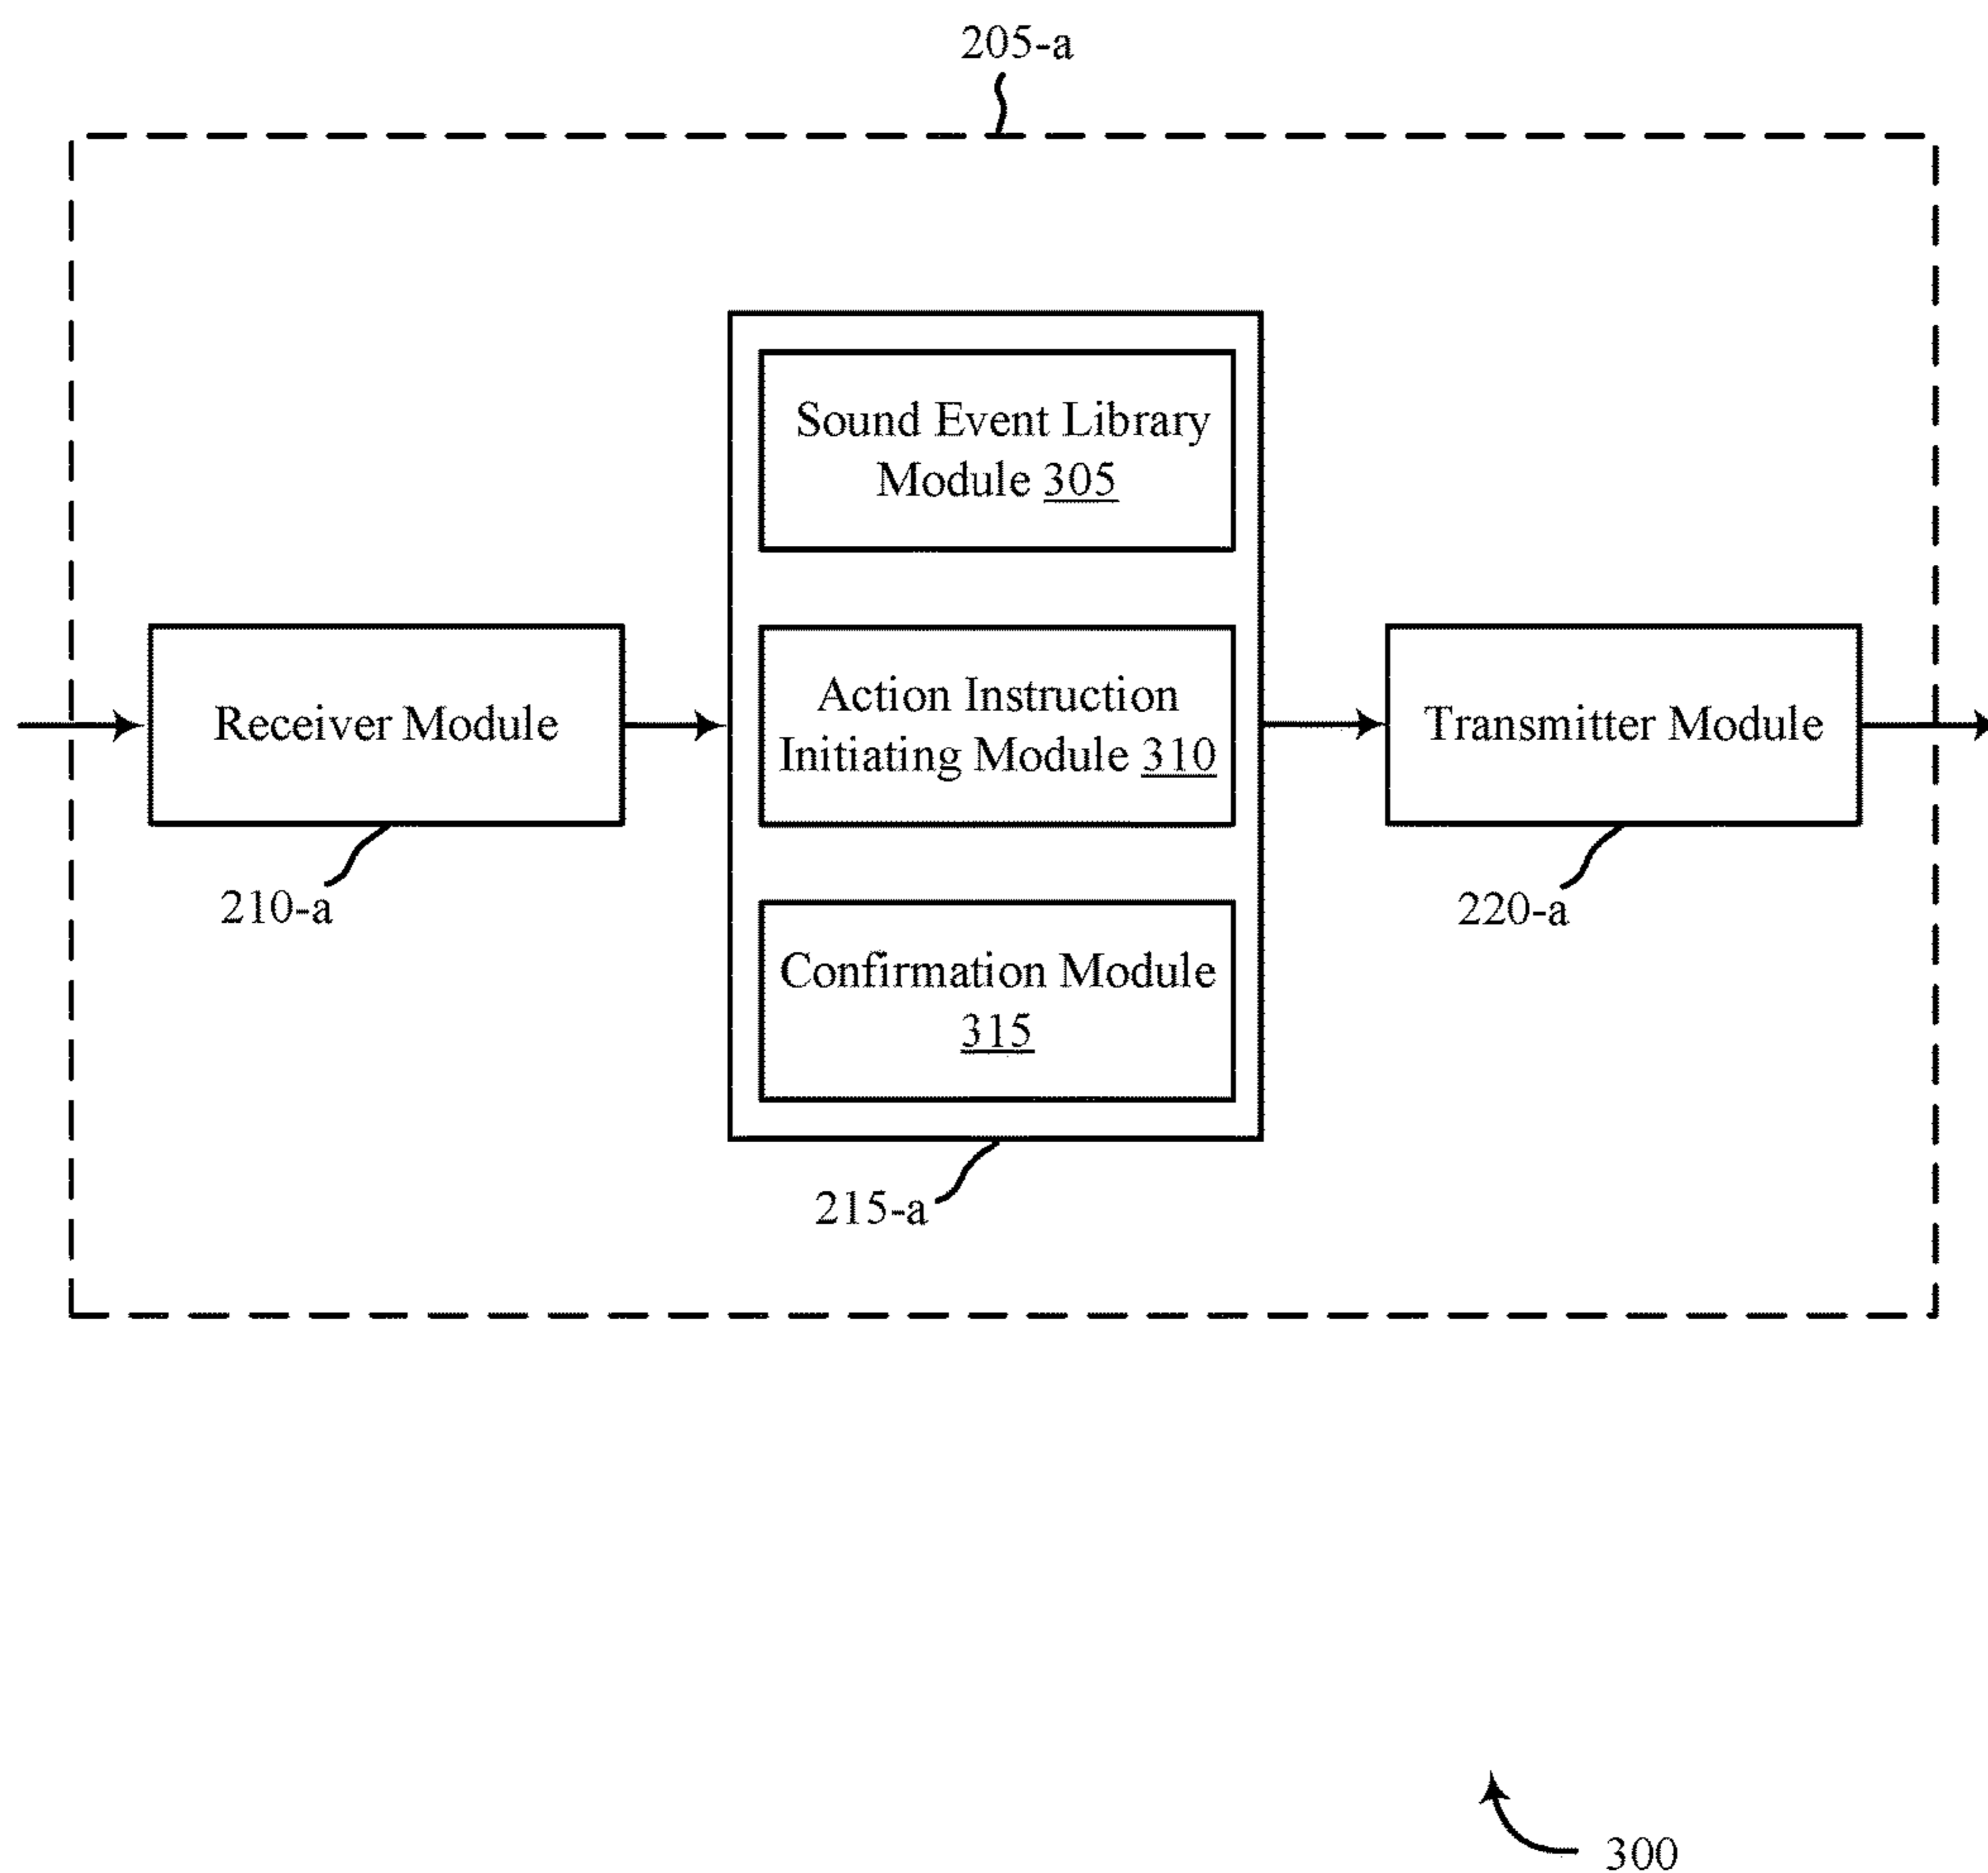 205-a
Sound Event Library
Module 305
Receiver Module
Action Instruction
Initiating Module 310
Transmitter Module
210-a
220-a
Confirmation Module
315
215-a
300